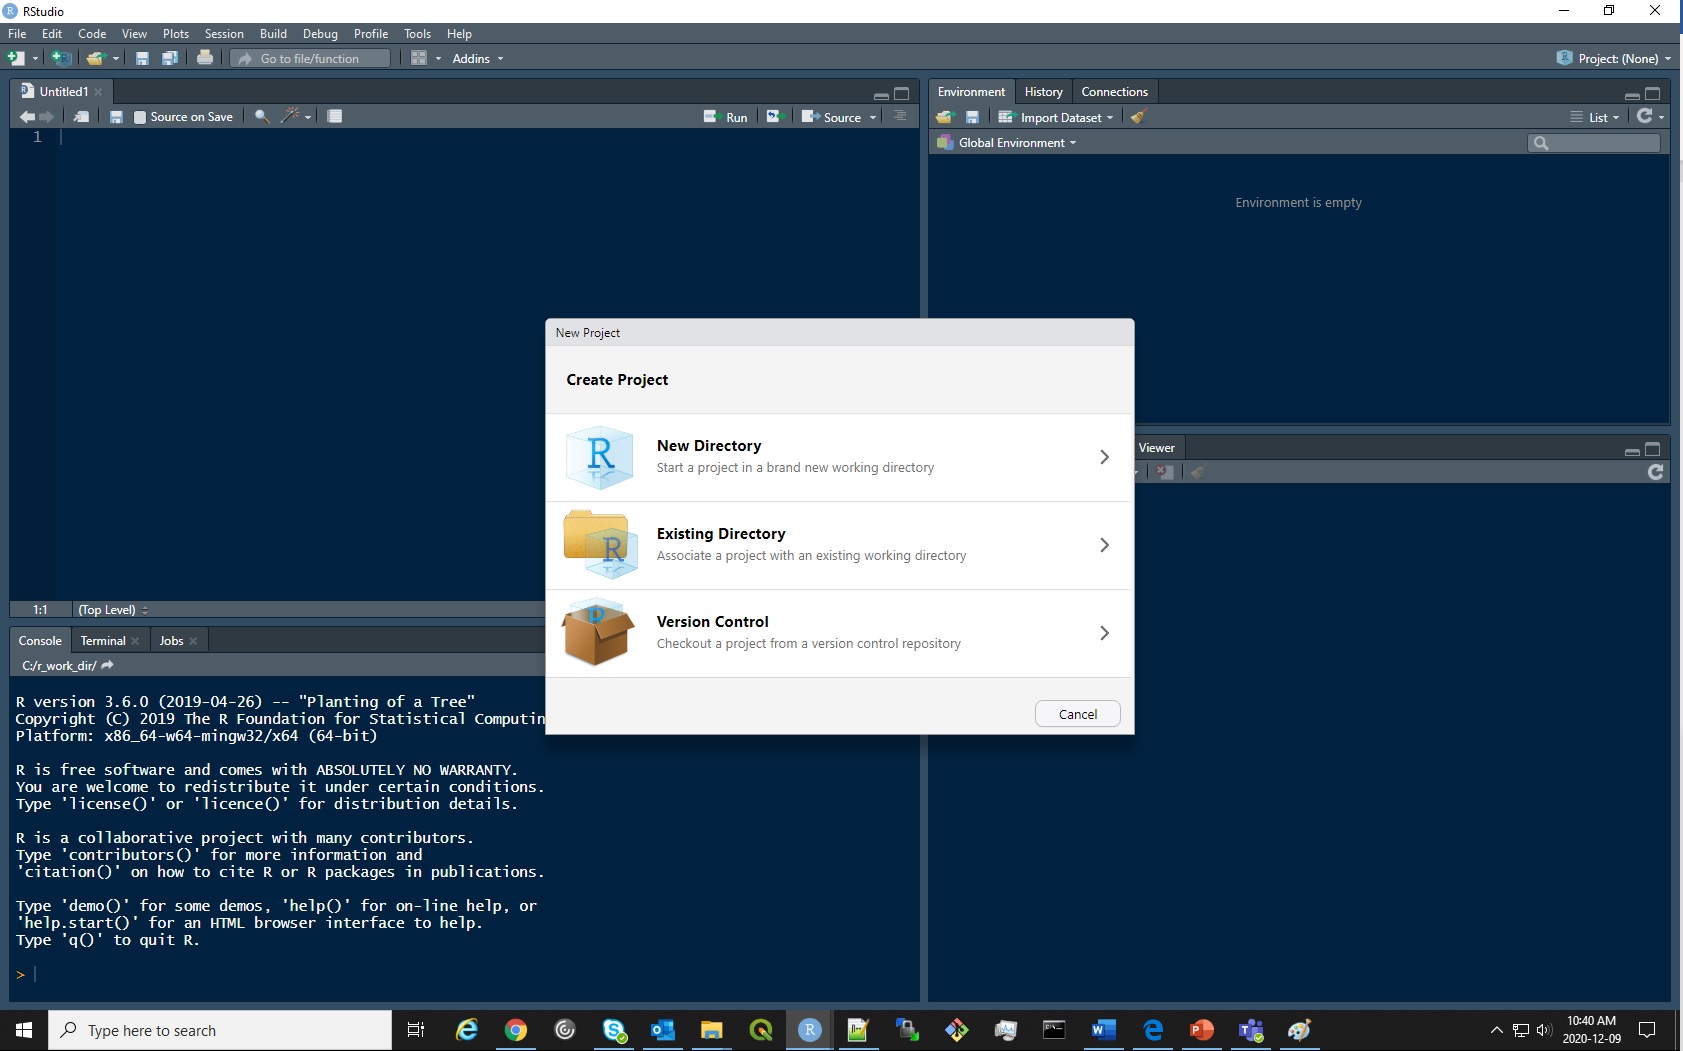 RStudio
File Edit Code View Plots Session Build Debug Profile Tools Help
Go to file/function Addins Project: (None)
Untitled1
Source on Save Run Source
1
1:1 (Top Level)
Console Terminal Jobs
C:/r_work_dir/
R version 3.6.0 (2019-04-26) -- "Planting of a Tree"
Copyright (C) 2019 The R Foundation for Statistical Computin
Platform: x86_64-w64-mingw32/x64 (64-bit)
R is free software and comes with ABSOLUTELY NO WARRANTY.
You are welcome to redistribute it under certain conditions.
Type 'license()' or 'licence()' for distribution details.
R is a collaborative project with many contributors.
Type 'contributors()' for more information and
'citation()' on how to cite R or R packages in publications.
Type 'demo()' for some demos, 'help()' for on-line help, or
'help.start()' for an HTML browser interface to help.
Type 'q()' to quit R.
>
Environment History Connections
Import Dataset List
Global Environment
Environment is empty
Viewer
New Project
Create Project
New Directory
Start a project in a brand new working directory
Existing Directory
Associate a project with an existing working directory
Version Control
Checkout a project from a version control repository
Cancel
Type here to search
10:40 AM
2020-12-09